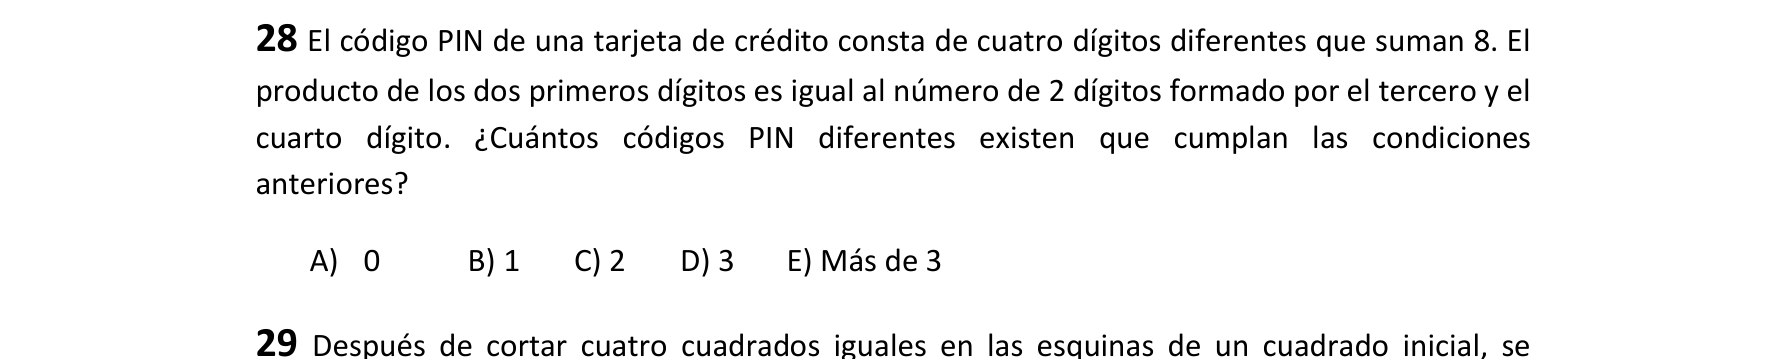 28 El código PIN de una tarjeta de crédito consta de cuatro dígitos diferentes que suman 8. El
producto de los dos primeros dígitos es igual al número de 2 dígitos formado por el tercero y el
cuarto dígito. ¿Cuántos códigos PIN diferentes existen que cumplan las condiciones
anteriores?
A) 0 B) 1 C) 2 D) 3 E) Más de 3
29 Después de cortar cuatro cuadrados iguales en las esquinas de un cuadrado inicial, se